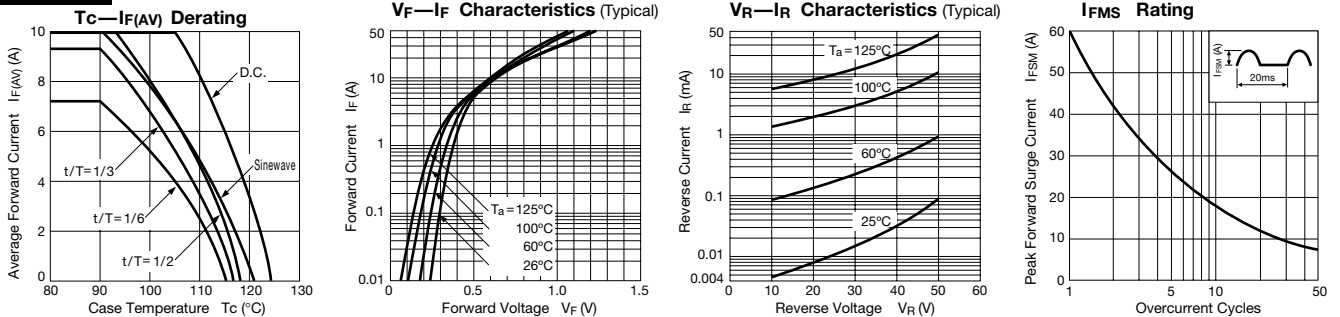 Tc—IF(AV) Derating
Average Forward Current IF(AV) (A)
10
8
6
4
2
0
D.C.
Sinewave
t/T=1/3
t/T=1/6
t/T=1/2
80 90 100 110 120 130
Case Temperature Tc (°C)
VF—IF Characteristics (Typical)
Forward Current IF (A)
50
10
1
0.1
0.01
Ta=125°C
100°C
60°C
26°C
0 0.5 1.0 1.5
Forward Voltage VF (V)
VR—IR Characteristics (Typical)
Reverse Current IR (mA)
50
10
1
0.1
0.01
0.004
Ta=125°C
100°C
60°C
25°C
0 10 20 30 40 50 60
Reverse Voltage VR (V)
IFMS Rating
Peak Forward Surge Current IFSM (A)
60
50
40
30
20
10
0
IFSM (A)
20ms
1 5 10 50
Overcurrent Cycles